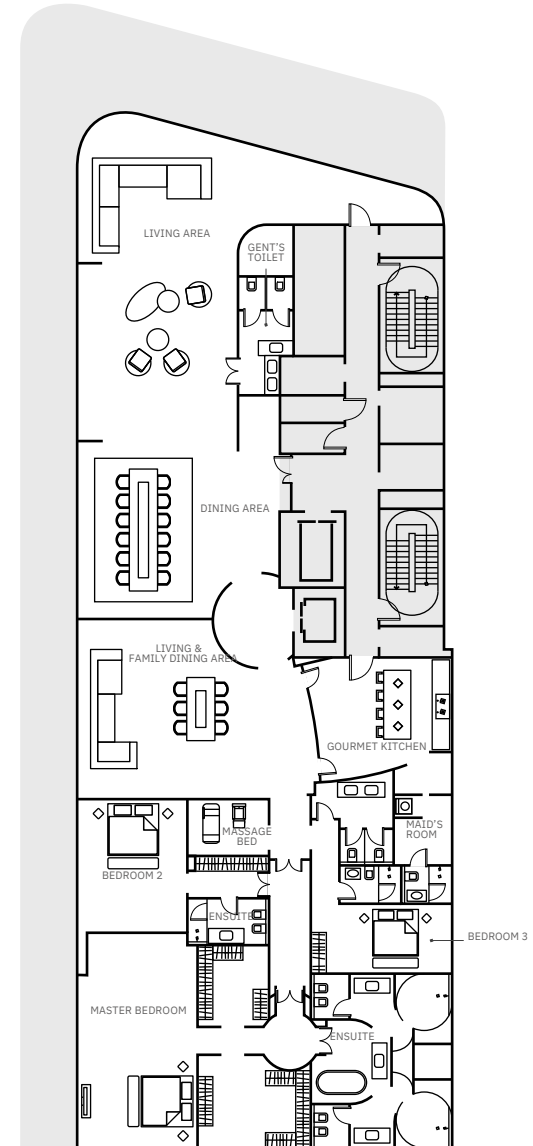 LIVING AREA
GENT'S
TOILET
DINING AREA
LIVING &
FAMILY DINING AREA
GOURMET KITCHEN
MASSAGE
BED
MAID'S
ROOM
BEDROOM 2
ENSUITE
BEDROOM 3
MASTER BEDROOM
ENSUITE